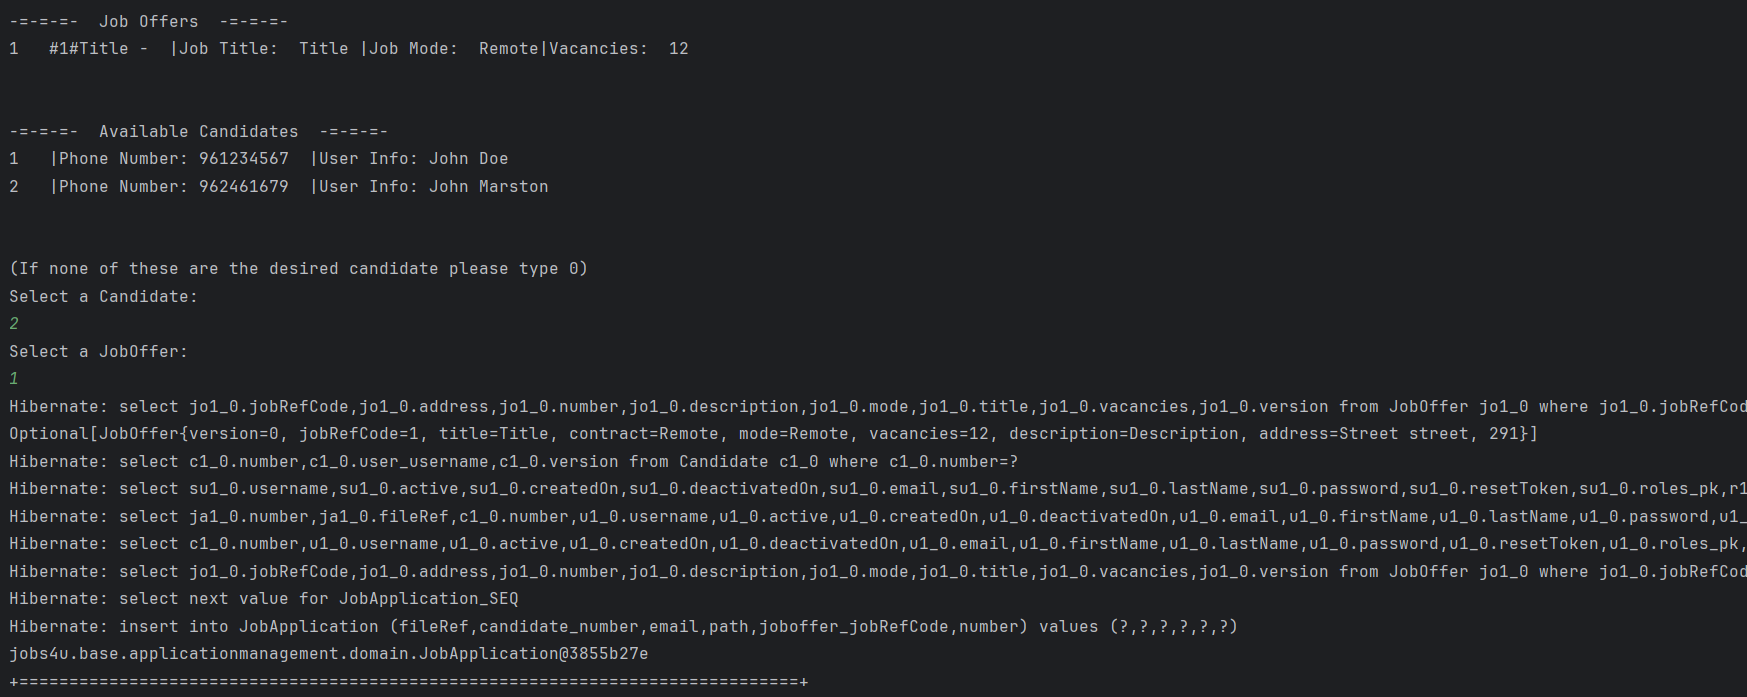 -=-=-=-  Job Offers  -=-=-=-
1   #1#Title -  |Job Title:  Title |Job Mode:  Remote|Vacancies:  12
-=-=-=-  Available Candidates  -=-=-=-
1   |Phone Number: 961234567  |User Info: John Doe
2   |Phone Number: 962461679  |User Info: John Marston
(If none of these are the desired candidate please type 0)
Select a Candidate:
2
Select a JobOffer:
1
Hibernate: select jo1_0.jobRefCode,jo1_0.address,jo1_0.number,jo1_0.description,jo1_0.mode,jo1_0.title,jo1_0.vacancies,jo1_0.version from JobOffer jo1_0 where jo1_0.jobRefCod
Optional[JobOffer{version=0, jobRefCode=1, title=Title, contract=Remote, mode=Remote, vacancies=12, description=Description, address=Street street, 291}]
Hibernate: select c1_0.number,c1_0.user_username,c1_0.version from Candidate c1_0 where c1_0.number=?
Hibernate: select su1_0.username,su1_0.active,su1_0.createdOn,su1_0.deactivatedOn,su1_0.email,su1_0.firstName,su1_0.lastName,su1_0.password,su1_0.resetToken,su1_0.roles_pk,r1
Hibernate: select ja1_0.number,ja1_0.fileRef,c1_0.number,u1_0.username,u1_0.active,u1_0.createdOn,u1_0.deactivatedOn,u1_0.email,u1_0.firstName,u1_0.lastName,u1_0.password,u1_
Hibernate: select c1_0.number,u1_0.username,u1_0.active,u1_0.createdOn,u1_0.deactivatedOn,u1_0.email,u1_0.firstName,u1_0.lastName,u1_0.password,u1_0.resetToken,u1_0.roles_pk,
Hibernate: select jo1_0.jobRefCode,jo1_0.address,jo1_0.number,jo1_0.description,jo1_0.mode,jo1_0.title,jo1_0.vacancies,jo1_0.version from JobOffer jo1_0 where jo1_0.jobRefCod
Hibernate: select next value for JobApplication_SEQ
Hibernate: insert into JobApplication (fileRef,candidate_number,email,path,joboffer_jobRefCode,number) values (?,?,?,?,?,?)
jobs4u.base.applicationmanagement.domain.JobApplication@3855b27e
+==============================================================================+